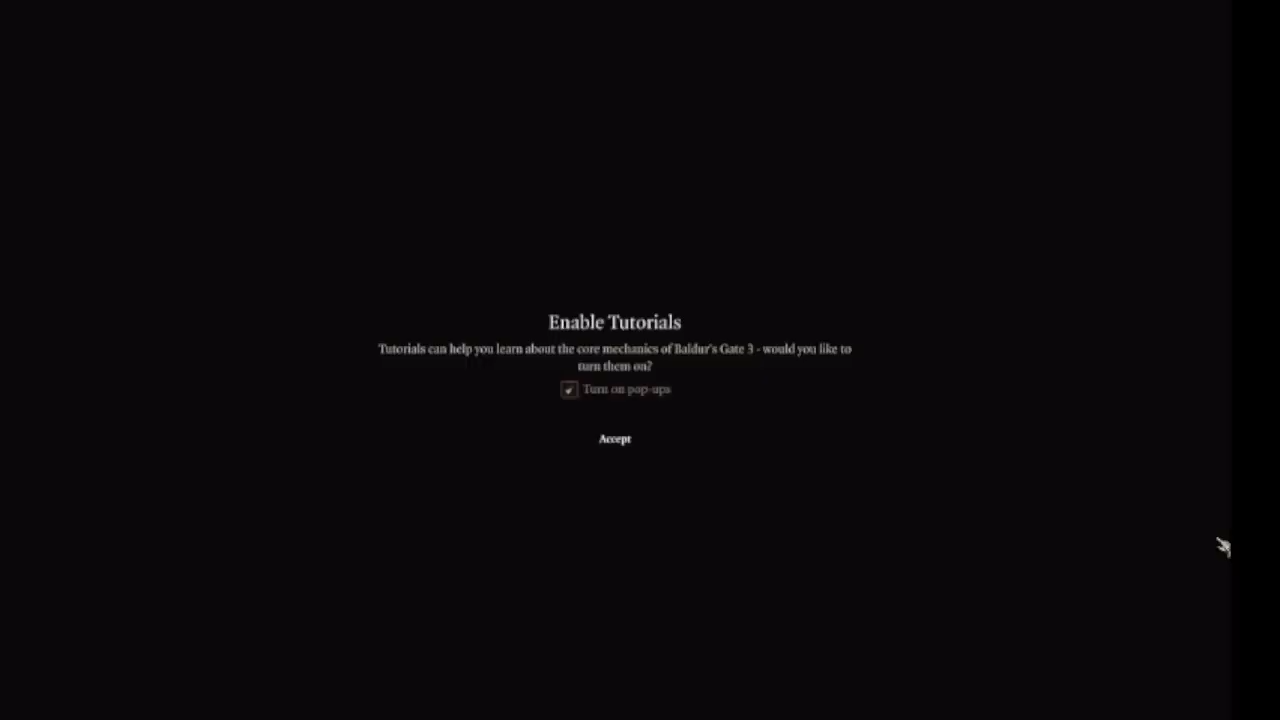 Enable Tutorials
Tutorials can help you learn about the core mechanics of Baldur's Gate 3 - would you like to
turn them on?
Turn on pop-ups
Accept